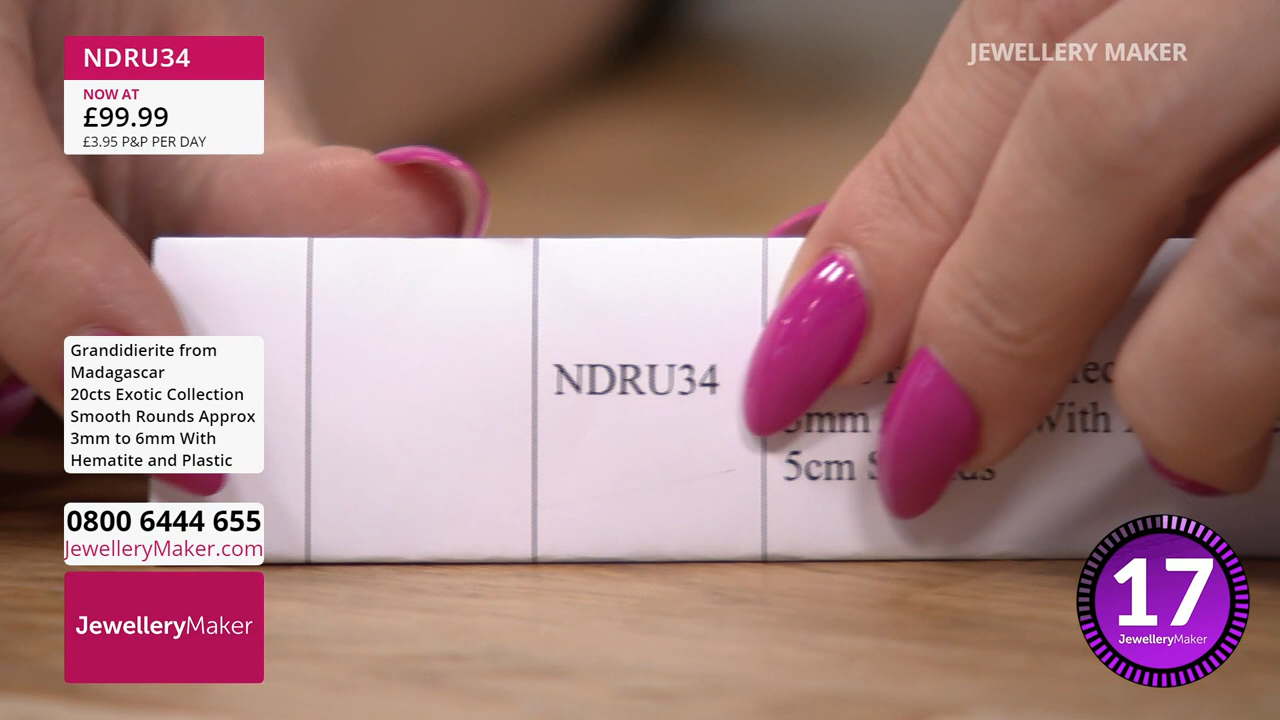 NDRU34
NOW AT
£99.99
£3.95 P&P PER DAY
JEWELLERY MAKER
Grandidierite from
Madagascar
20cts Exotic Collection
Smooth Rounds Approx
3mm to 6mm With
Hematite and Plastic
0800 6444 655
JewelleryMaker.com
JewelleryMaker
NDRU34
With
5cm
17
JewelleryMaker